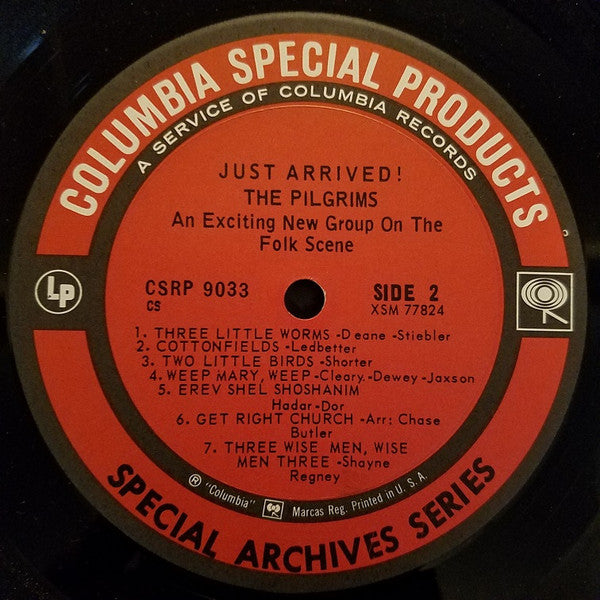 COLUMBIA SPECIAL PRODUCTS
A SERVICE OF COLUMBIA RECORDS
JUST ARRIVED!
THE PILGRIMS
An Exciting New Group On The
Folk Scene
LP
CSRP 9033
CS
SIDE 2
XSM 77824
1. THREE LITTLE WORMS -Deane -Stiebler
2. COTTONFIELDS -Ledbetter
3. TWO LITTLE BIRDS -Shorter
4. WEEP MARY, WEEP -Cleary -Dewey -Jaxson
5. EREV SHEL SHOSHANIM
Hadar -Dor
6. GET RIGHT CHURCH -Arr: Chase
Butler
7. THREE WISE MEN, WISE
MEN THREE -Shayne
Regney
® "Columbia" Marcas Reg. Printed in U. S. A.
SPECIAL ARCHIVES SERIES